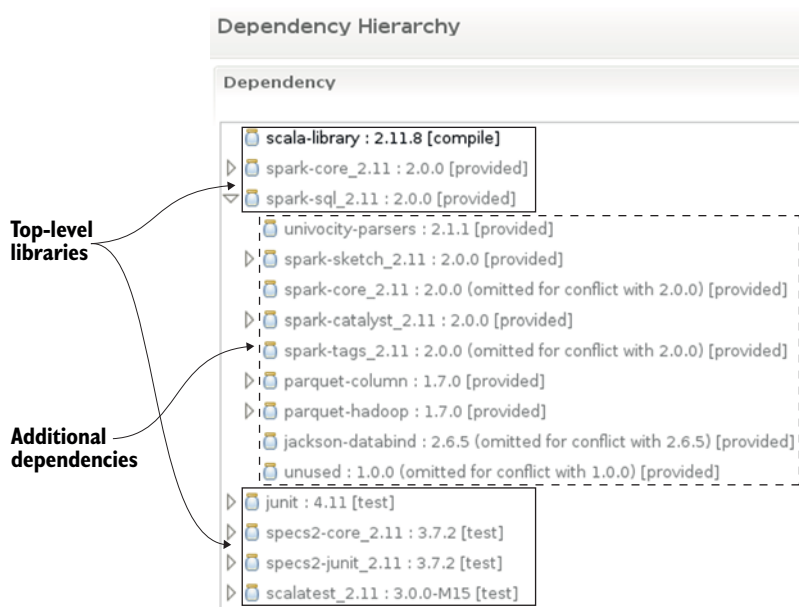 Dependency Hierarchy
Dependency
scala-library : 2.11.8 [compile]
spark-core_2.11 : 2.0.0 [provided]
spark-sql_2.11 : 2.0.0 [provided]
Top-level
libraries
univocity-parsers : 2.1.1 [provided]
spark-sketch_2.11 : 2.0.0 [provided]
spark-core_2.11 : 2.0.0 (omitted for conflict with 2.0.0) [provided]
spark-catalyst_2.11 : 2.0.0 [provided]
spark-tags_2.11 : 2.0.0 (omitted for conflict with 2.0.0) [provided]
parquet-column : 1.7.0 [provided]
parquet-hadoop : 1.7.0 [provided]
jackson-databind : 2.6.5 (omitted for conflict with 2.6.5) [provided]
unused : 1.0.0 (omitted for conflict with 1.0.0) [provided]
Additional
dependencies
junit : 4.11 [test]
specs2-core_2.11 : 3.7.2 [test]
specs2-junit_2.11 : 3.7.2 [test]
scalatest_2.11 : 3.0.0-M15 [test]